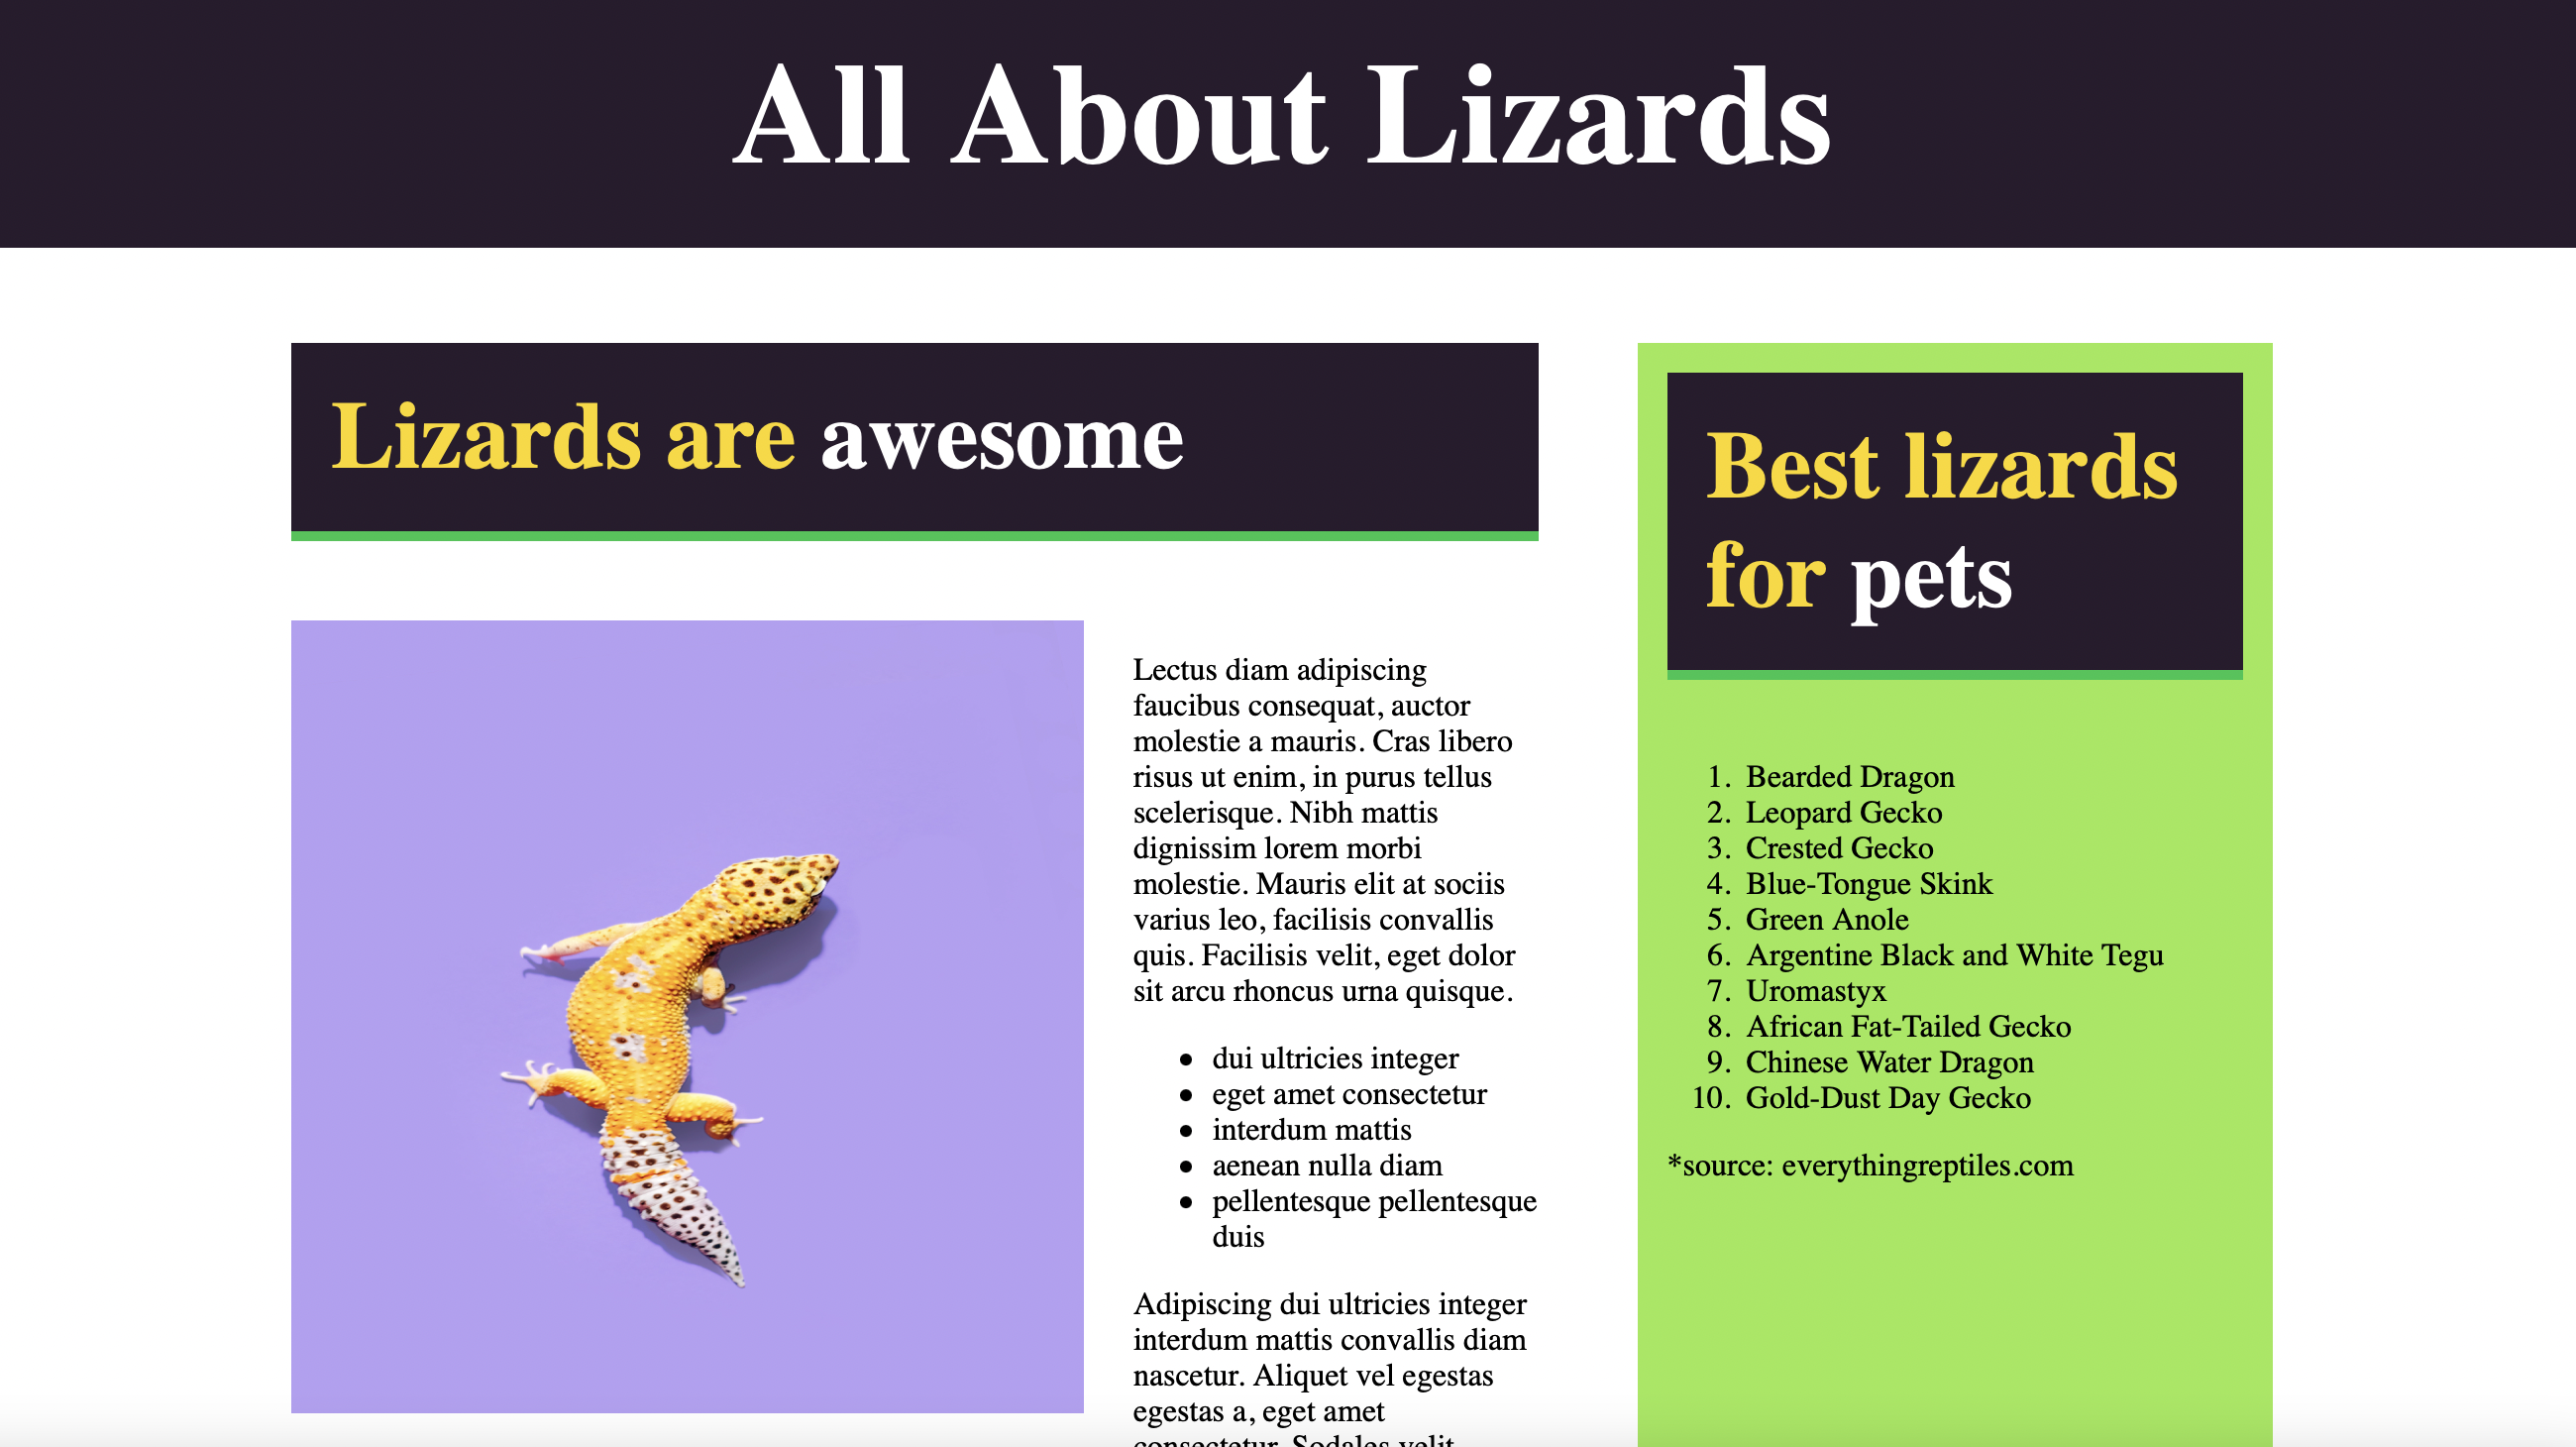 All About Lizards
Lizards are awesome
Lectus diam adipiscing
faucibus consequat, auctor
molestie a mauris. Cras libero
risus ut enim, in purus tellus
scelerisque. Nibh mattis
dignissim lorem morbi
molestie. Mauris elit at sociis
varius leo, facilisis convallis
quis. Facilisis velit, eget dolor
sit arcu rhoncus urna quisque.
• dui ultricies integer
• eget amet consectetur
• interdum mattis
• aenean nulla diam
• pellentesque pellentesque
duis
Adipiscing dui ultricies integer
interdum mattis convallis diam
nascetur. Aliquet vel egestas
egestas a, eget amet
consectetur. Sodales velit
Best lizards
for pets
1. Bearded Dragon
2. Leopard Gecko
3. Crested Gecko
4. Blue-Tongue Skink
5. Green Anole
6. Argentine Black and White Tegu
7. Uromastyx
8. African Fat-Tailed Gecko
9. Chinese Water Dragon
10. Gold-Dust Day Gecko
*source: everythingreptiles.com